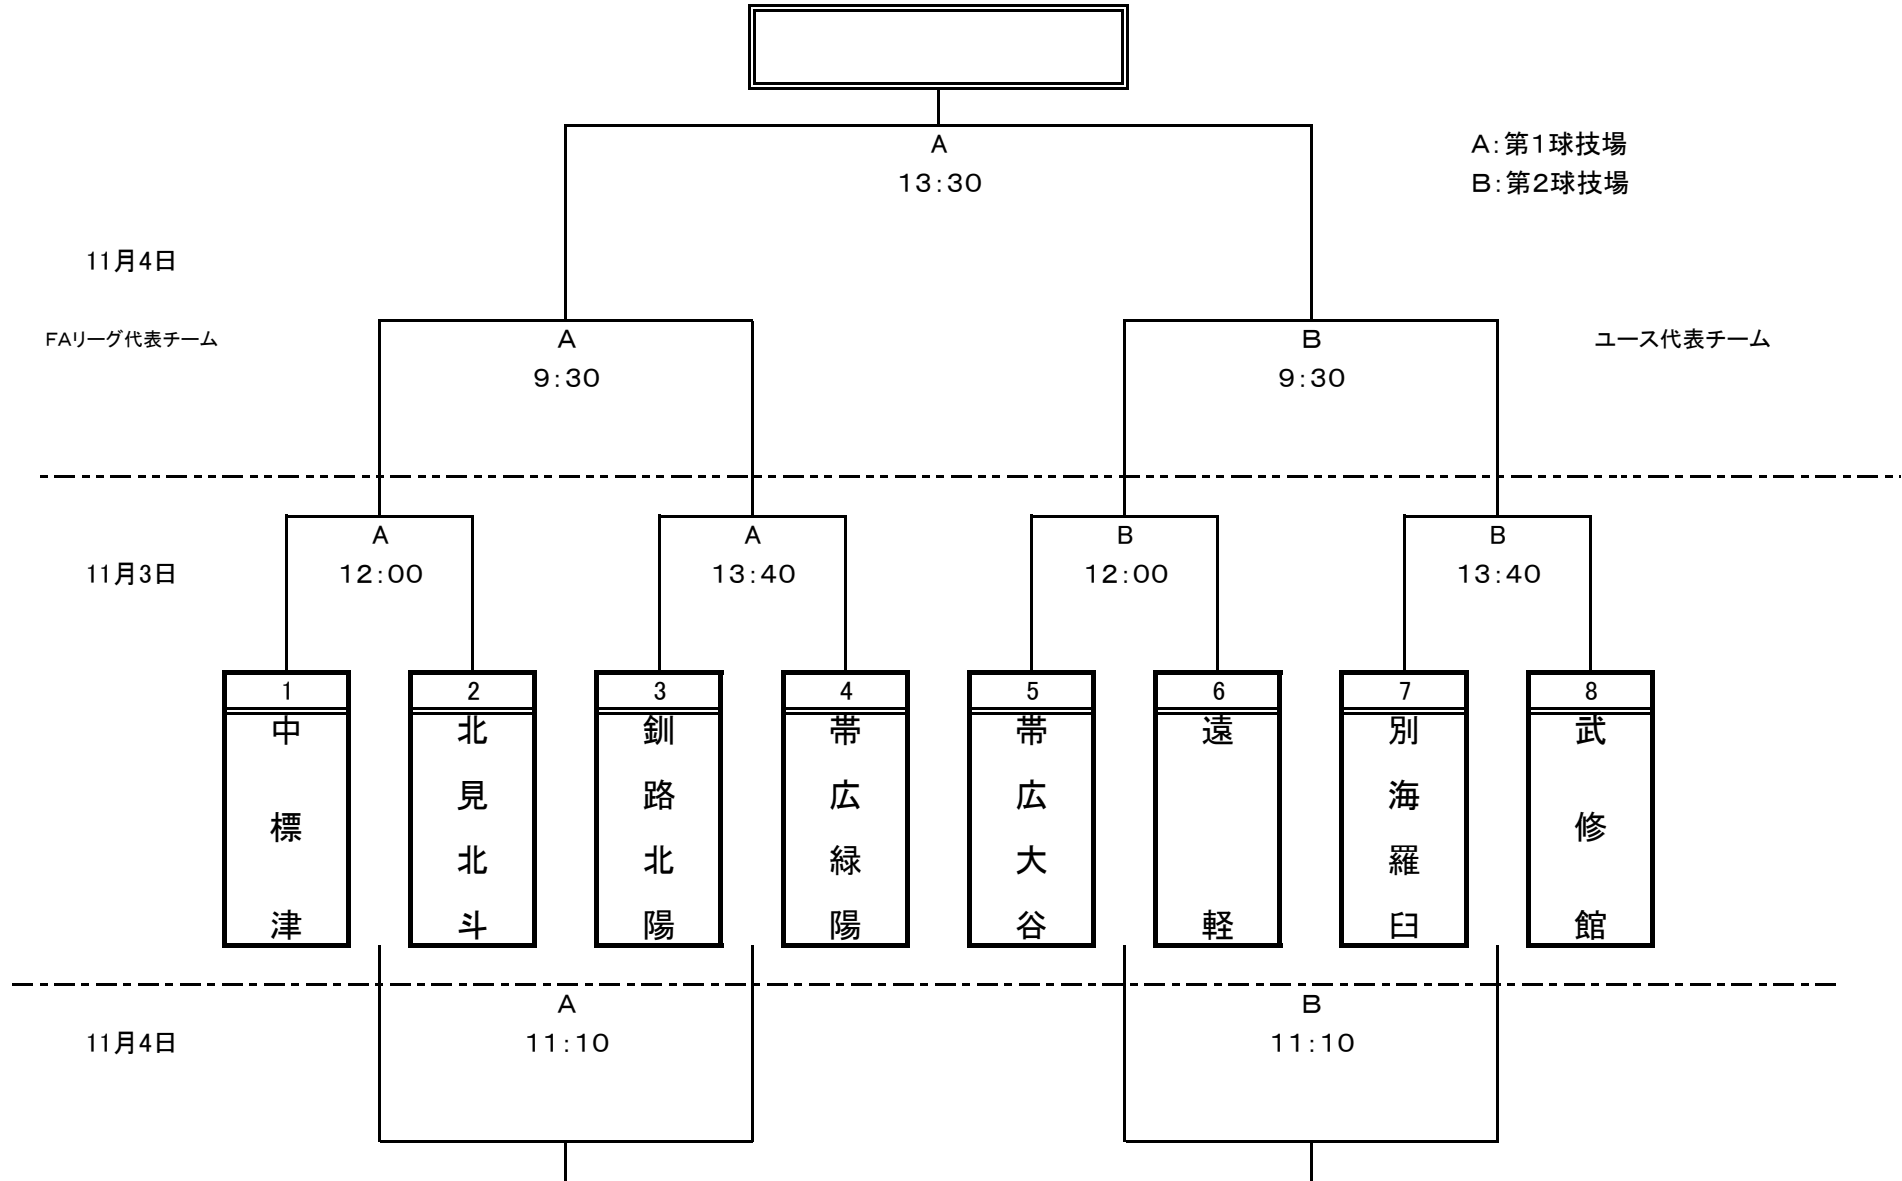 A
13:30
A:第1球技場
B:第2球技場
11月4日
FAリーグ代表チーム
A
9:30
B
9:30
ユース代表チーム
11月3日
A
12:00
A
13:40
B
12:00
B
13:40
1
中標津
2
北見北斗
3
釧路北陽
4
帯広緑陽
5
帯広大谷
6
遠軽
7
別海羅臼
8
武修館
11月4日
A
11:10
B
11:10